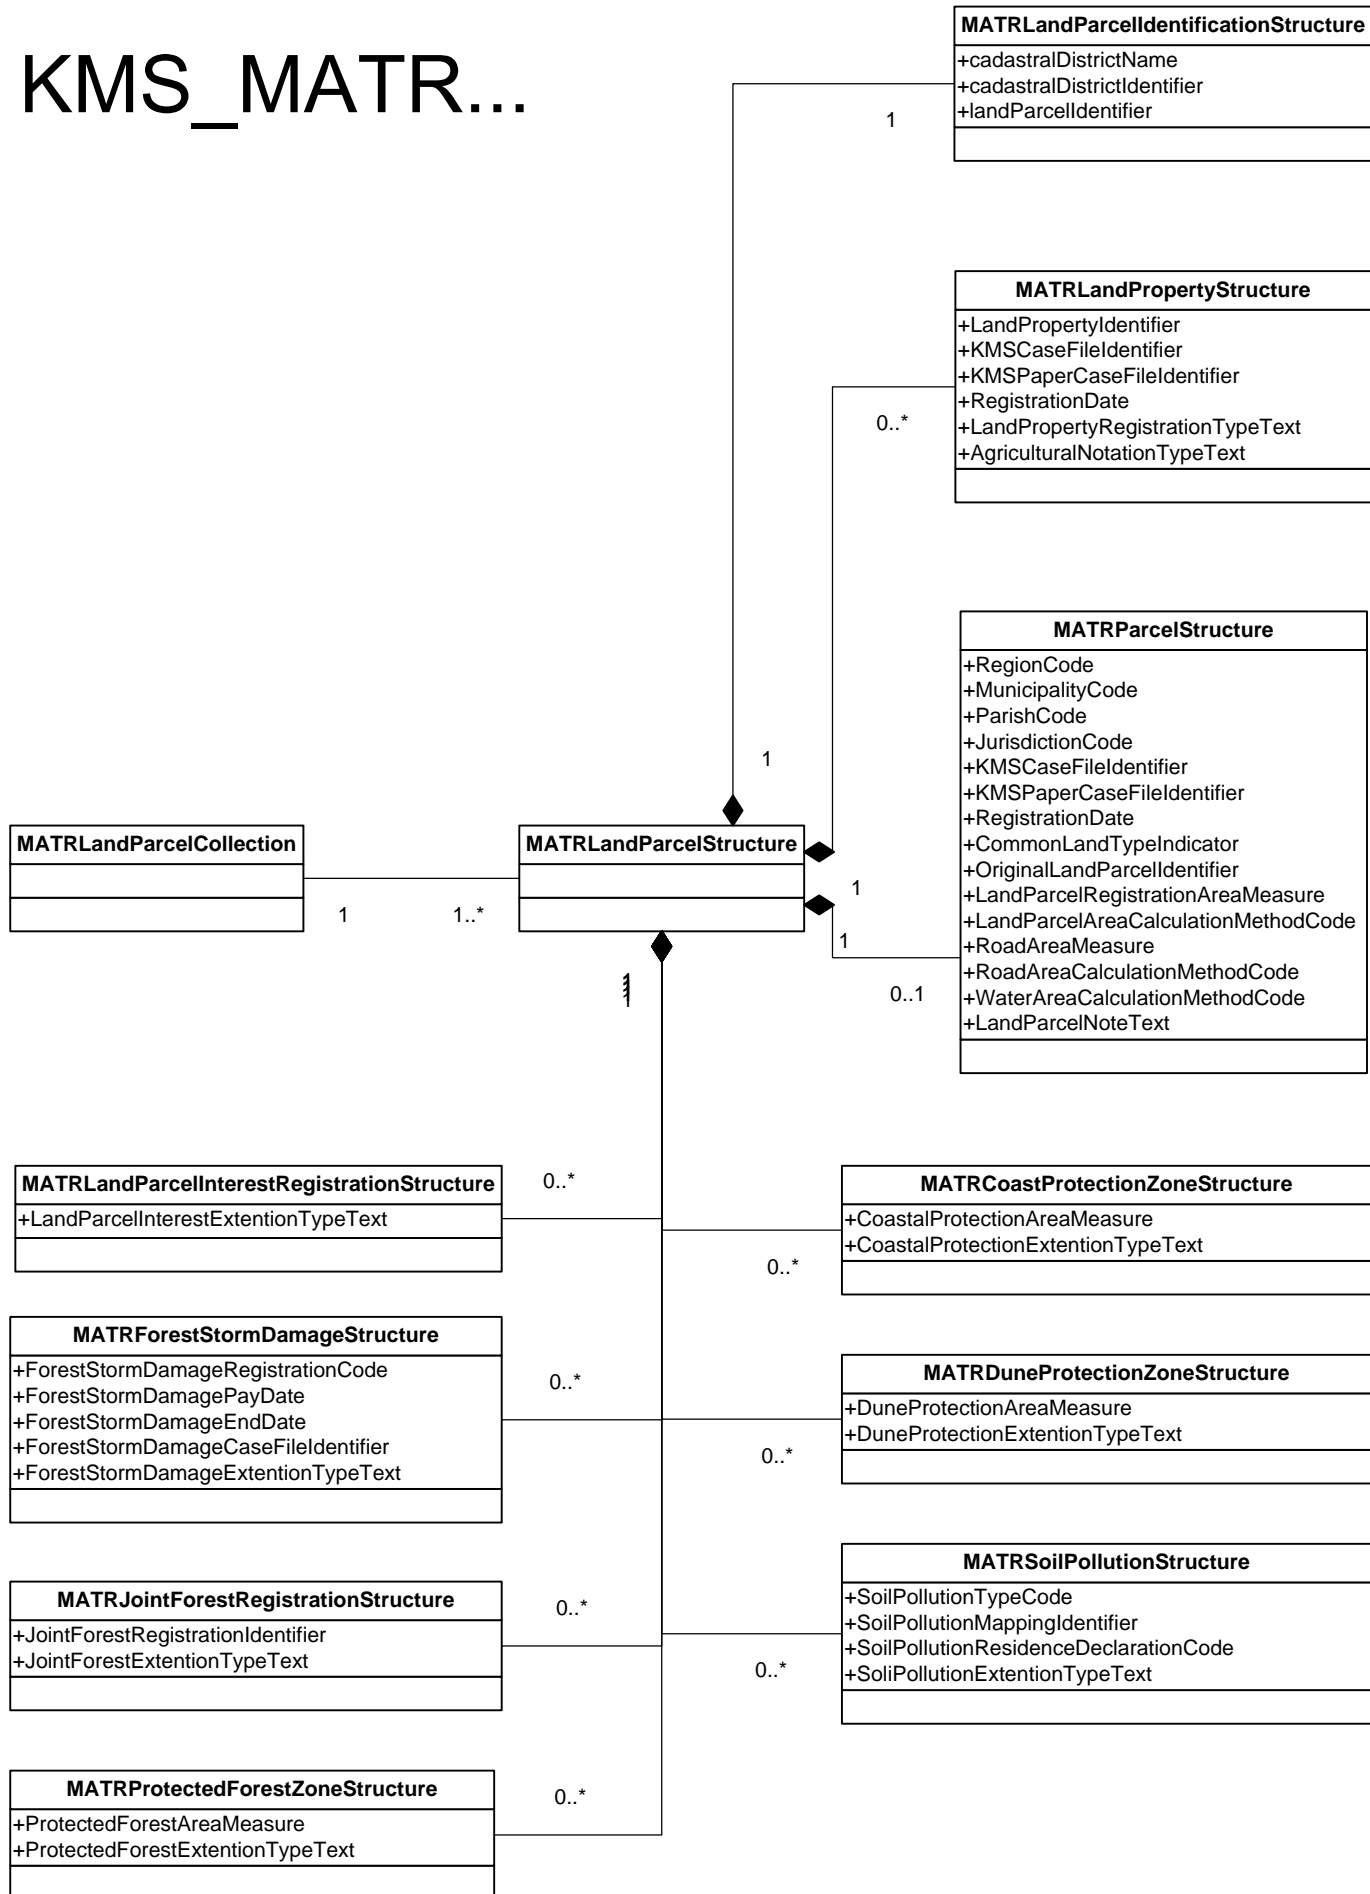 KMS_MATR...
MATRLandParcelIdentificationStructure
+cadastralDistrictName
+cadastralDistrictIdentifier
+landParcelIdentifier
1
MATRLandPropertyStructure
+LandPropertyIdentifier
+KMSCaseFileIdentifier
+KMSPaperCaseFileIdentifier
+RegistrationDate
+LandPropertyRegistrationTypeText
+AgriculturalNotationTypeText
0..*
MATRParcelStructure
+RegionCode
+MunicipalityCode
+ParishCode
+JurisdictionCode
+KMSCaseFileIdentifier
+KMSPaperCaseFileIdentifier
+RegistrationDate
+CommonLandTypeIndicator
+OriginalLandParcelIdentifier
+LandParcelRegistrationAreaMeasure
+LandParcelAreaCalculationMethodCode
+RoadAreaMeasure
+RoadAreaCalculationMethodCode
+WaterAreaCalculationMethodCode
+LandParcelNoteText
1
MATRLandParcelCollection
MATRLandParcelStructure
1
1..*
1
1
0..1
MATRLandParcelInterestRegistrationStructure
+LandParcelInterestExtentionTypeText
0..*
MATRCoastProtectionZoneStructure
+CoastalProtectionAreaMeasure
+CoastalProtectionExtentionTypeText
0..*
MATRForestStormDamageStructure
+ForestStormDamageRegistrationCode
+ForestStormDamagePayDate
+ForestStormDamageEndDate
+ForestStormDamageCaseFileIdentifier
+ForestStormDamageExtentionTypeText
0..*
MATRDuneProtectionZoneStructure
+DuneProtectionAreaMeasure
+DuneProtectionExtentionTypeText
0..*
MATRJointForestRegistrationStructure
+JointForestRegistrationIdentifier
+JointForestExtentionTypeText
0..*
MATRSoilPollutionStructure
+SoilPollutionTypeCode
+SoilPollutionMappingIdentifier
+SoilPollutionResidenceDeclarationCode
+SoliPollutionExtentionTypeText
0..*
MATRProtectedForestZoneStructure
+ProtectedForestAreaMeasure
+ProtectedForestExtentionTypeText
0..*